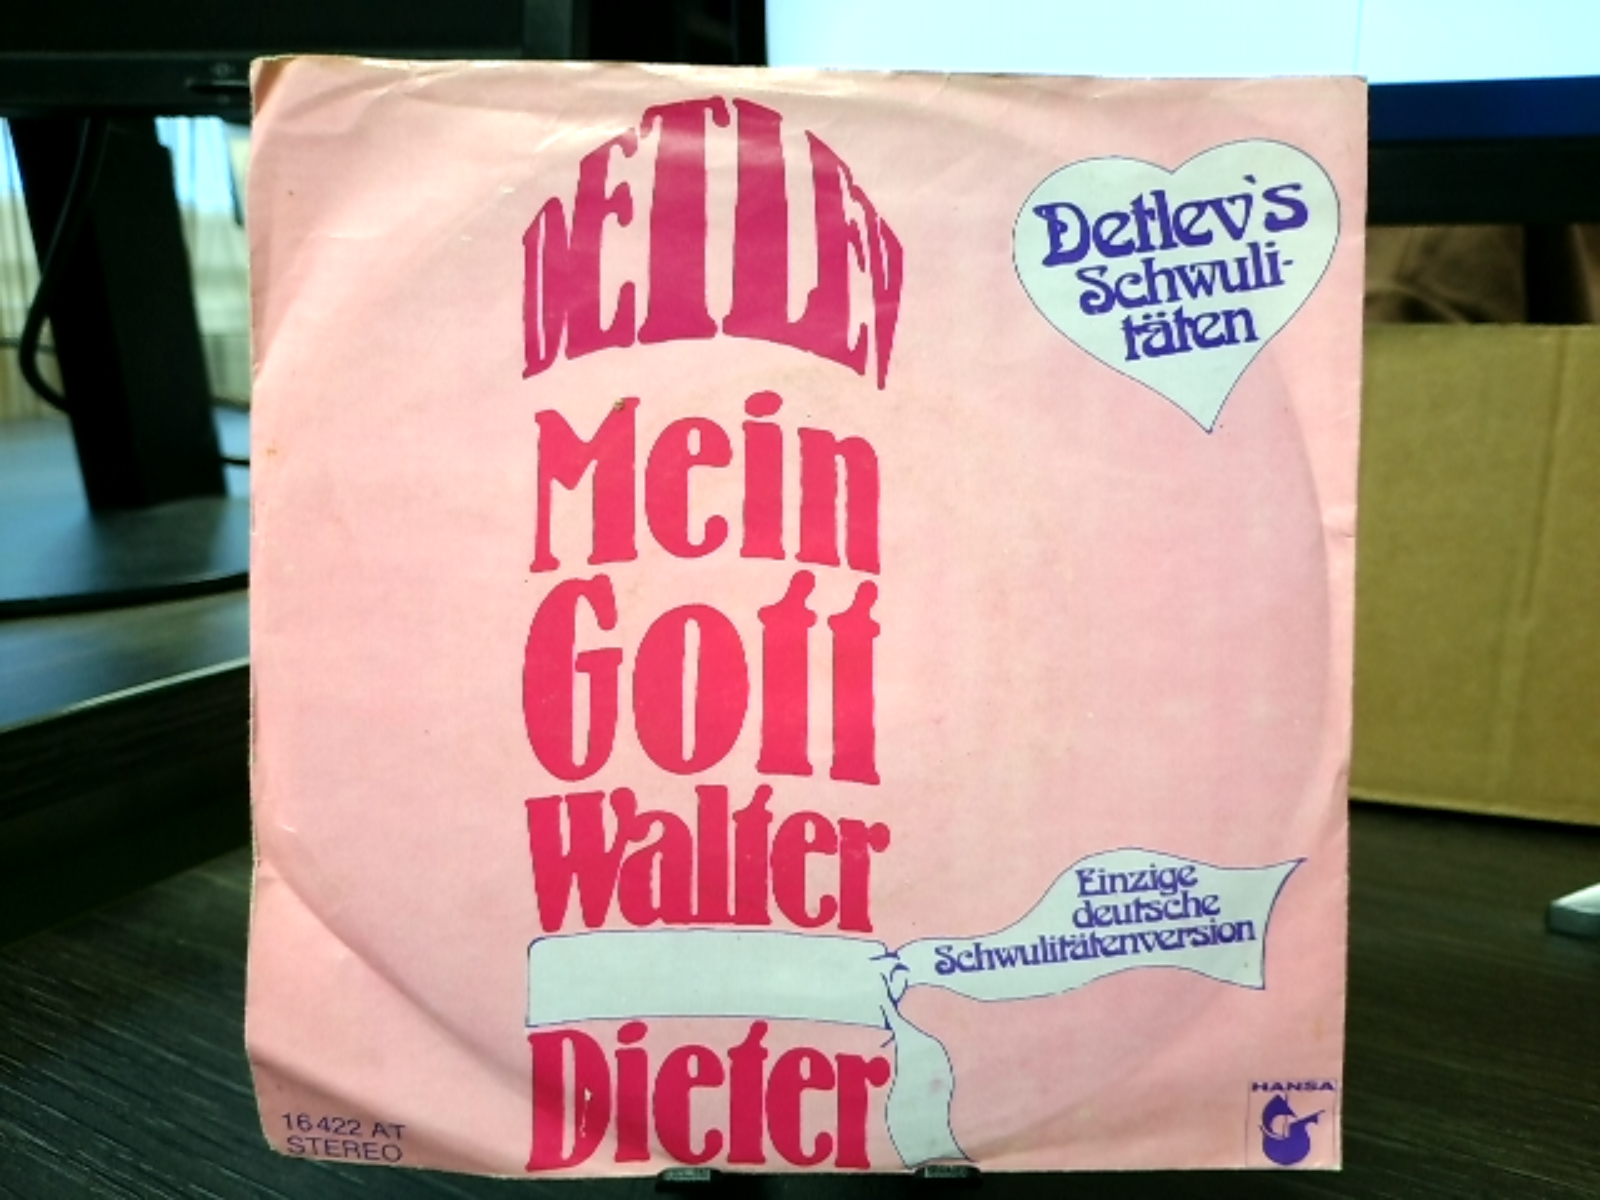 DETLEV
Mein
Gott
Walter
Dieter
Detlev's
Schwuli-
täten
Einzige
deutsche
Schwulitätenversion
16 422 AT
STEREO
HANSA